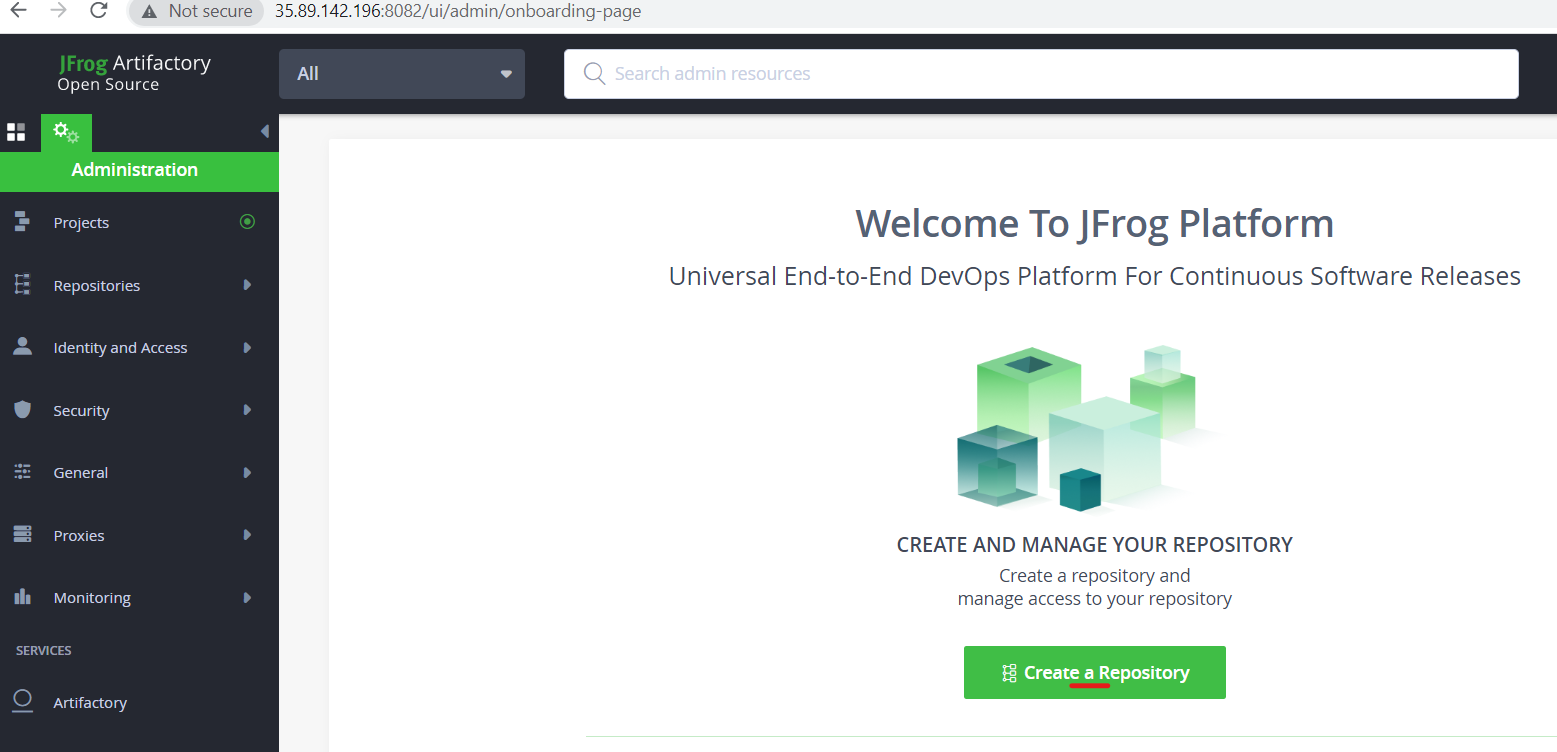 Not secure 35.89.142.196:8082/ui/admin/onboarding-page
JFrog Artifactory
Open Source
All
Search admin resources
Administration
Projects
Repositories
Identity and Access
Security
General
Proxies
Monitoring
SERVICES
Artifactory
Welcome To JFrog Platform
Universal End-to-End DevOps Platform For Continuous Software Releases
CREATE AND MANAGE YOUR REPOSITORY
Create a repository and
manage access to your repository
Create a Repository